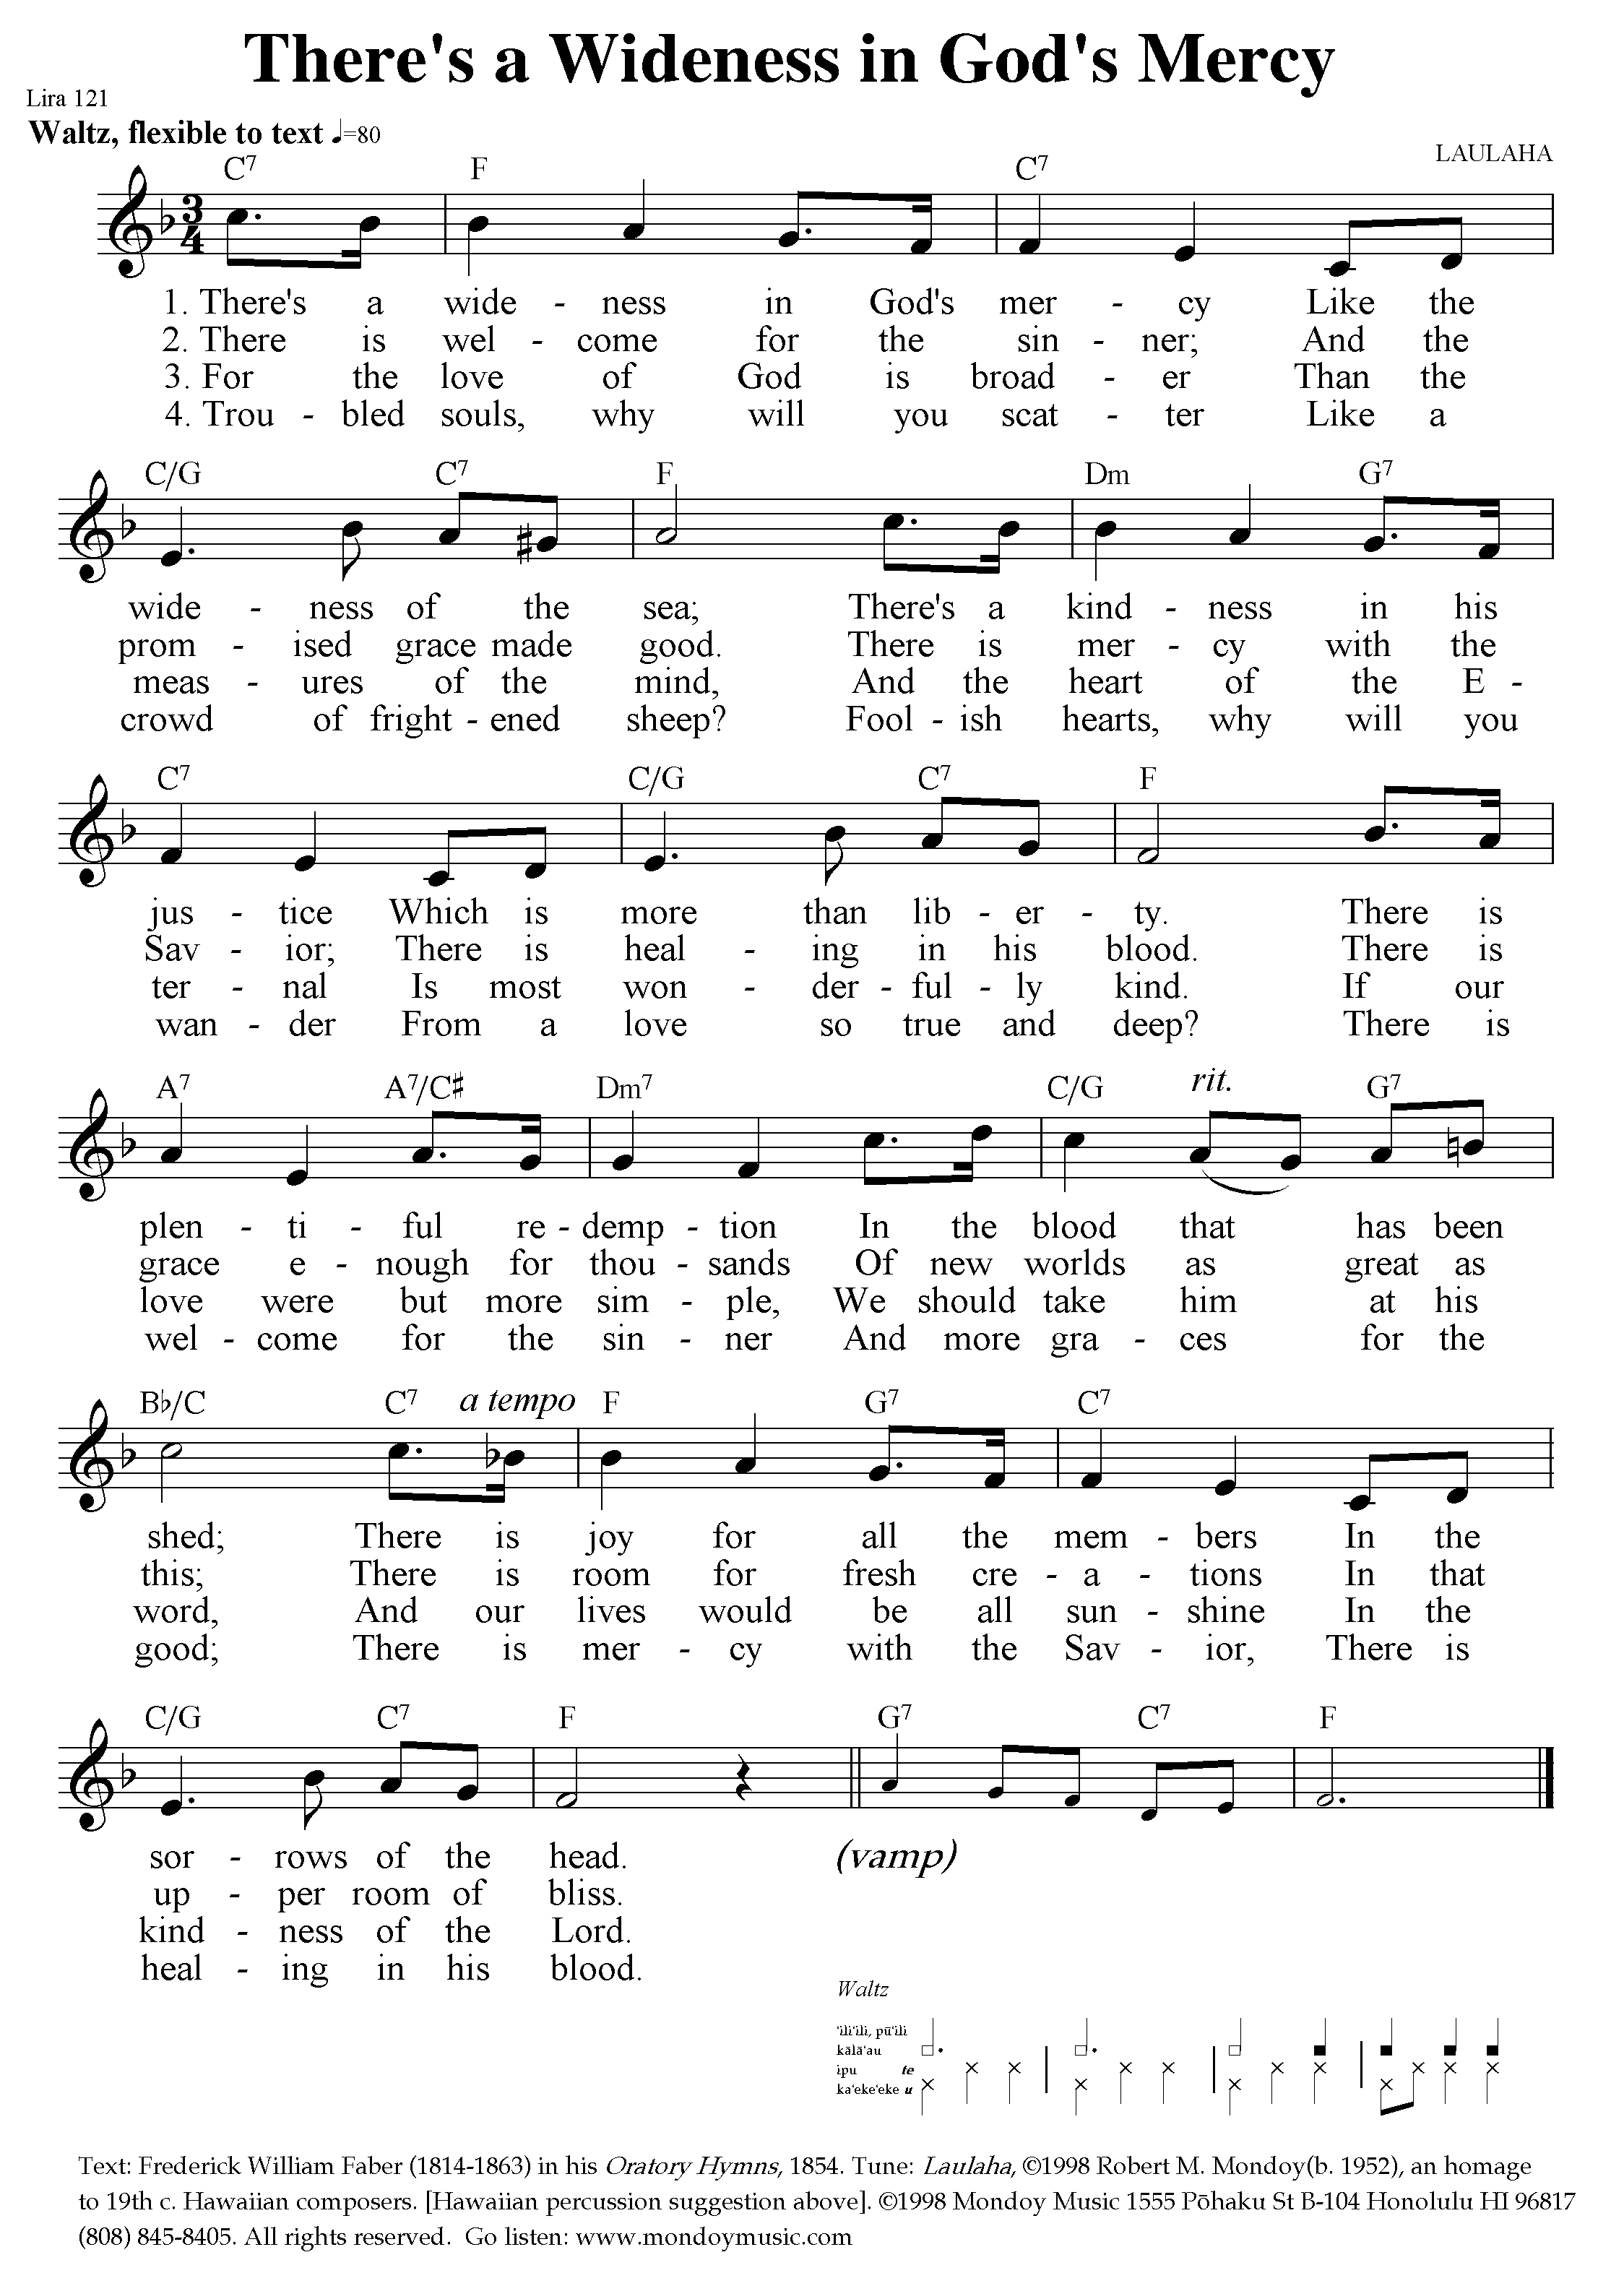 There's a Wideness in God's Mercy
Lira 121
Waltz, flexible to text ♩=80
LAULAHA
C7 F C7
1. There's a wide - ness in God's mer - cy Like the
2. There is wel - come for the sin - ner; And the
3. For the love of God is broad - er Than the
4. Trou - bled souls, why will you scat - ter Like a
C/G C7 F Dm G7
wide - ness of the sea; There's a kind - ness in his
prom - ised grace made good. There is mer - cy with the
meas - ures of the mind, And the heart of the E -
crowd of fright - ened sheep? Fool - ish hearts, why will you
C7 C/G C7 F
jus - tice Which is more than lib - er - ty. There is
Sav - ior; There is heal - ing in his blood. There is
ter - nal Is most won - der - ful - ly kind. If our
wan - der From a love so true and deep? There is
A7 A7/C♯ Dm7 C/G rit. G7
plen - ti - ful re - demp - tion In the blood that has been
grace e - nough for thou - sands Of new worlds as great as
love were but more sim - ple, We should take him at his
wel - come for the sin - ner And more gra - ces for the
B♭/C C7 a tempo F G7 C7
shed; There is joy for all the mem - bers In the
this; There is room for fresh cre - a - tions In that
word, And our lives would be all sun - shine In the
good; There is mer - cy with the Sav - ior, There is
C/G C7 F G7 C7 F
sor - rows of the head. (vamp)
up - per room of bliss.
kind - ness of the Lord.
heal - ing in his blood.
Waltz
ʻiliʻili, pūʻili
kālāʻau
ipu te
kaʻekeʻeke u
Text: Frederick William Faber (1814-1863) in his Oratory Hymns, 1854. Tune: Laulaha, ©1998 Robert M. Mondoy(b. 1952), an homage
to 19th c. Hawaiian composers. [Hawaiian percussion suggestion above]. ©1998 Mondoy Music 1555 Pōhaku St B-104 Honolulu HI 96817
(808) 845-8405. All rights reserved. Go listen: www.mondoymusic.com